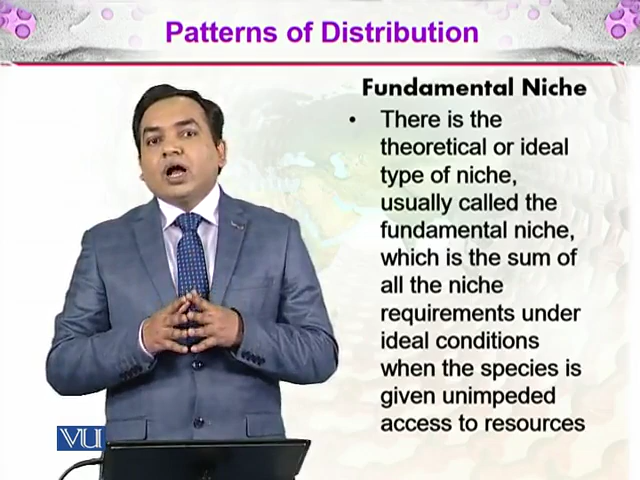 Patterns of Distribution
Fundamental Niche
• There is the
theoretical or ideal
type of niche,
usually called the
fundamental niche,
which is the sum of
all the niche
requirements under
ideal conditions
when the species is
given unimpeded
access to resources
VU